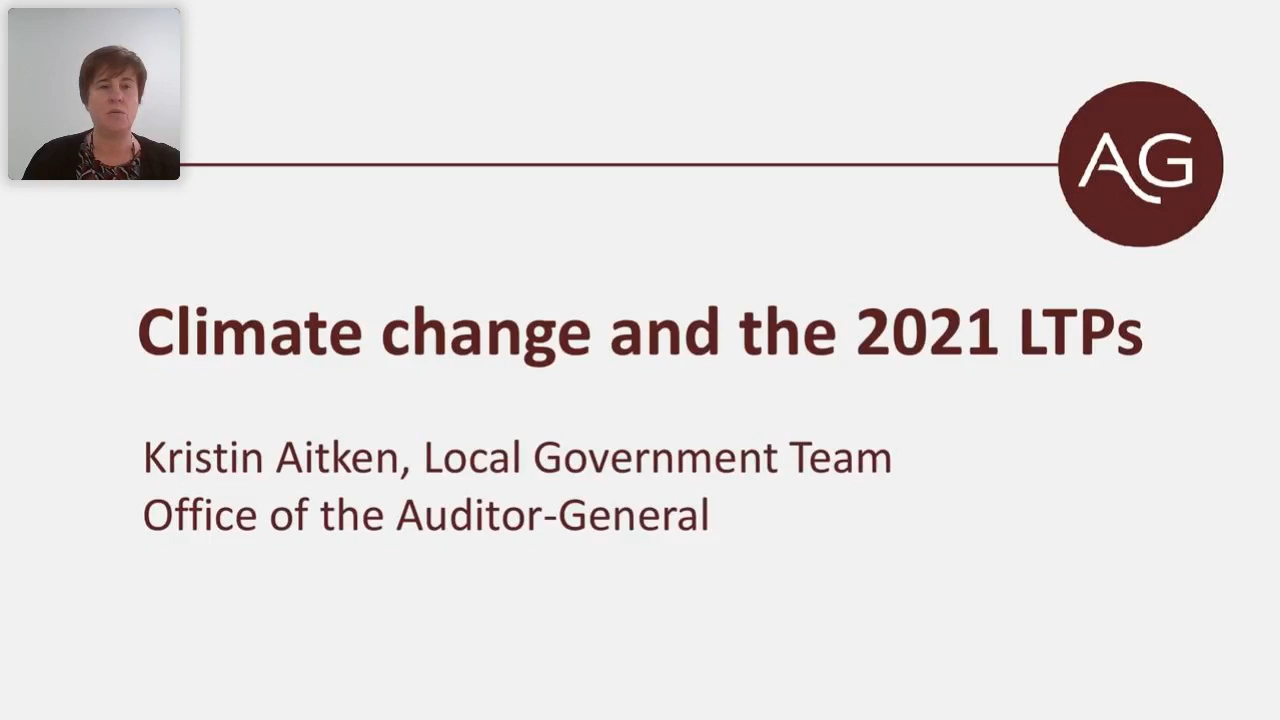 AG
Climate change and the 2021 LTPs
Kristin Aitken, Local Government Team
Office of the Auditor-General